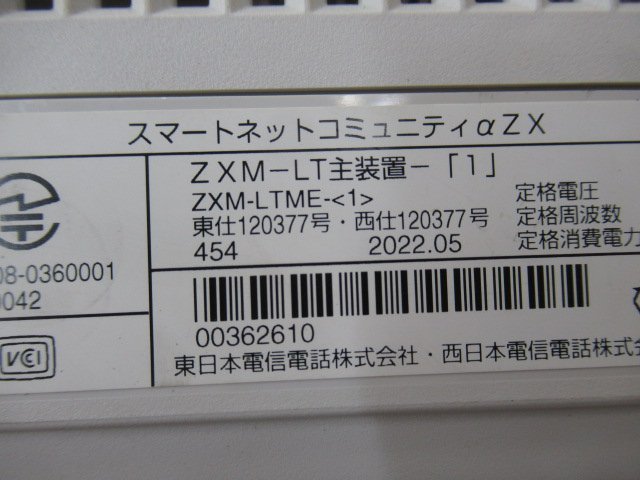 スマートネットコミュニティαZX
ZXM－LT主装置－「1」
ZXM-LTME-<1>
東仕120377号・西仕120377号
454 2022.05
定格電圧
定格周波数
定格消費電力
08-0360001
0042
VCCI
00362610
東日本電信電話株式会社・西日本電信電話株式会